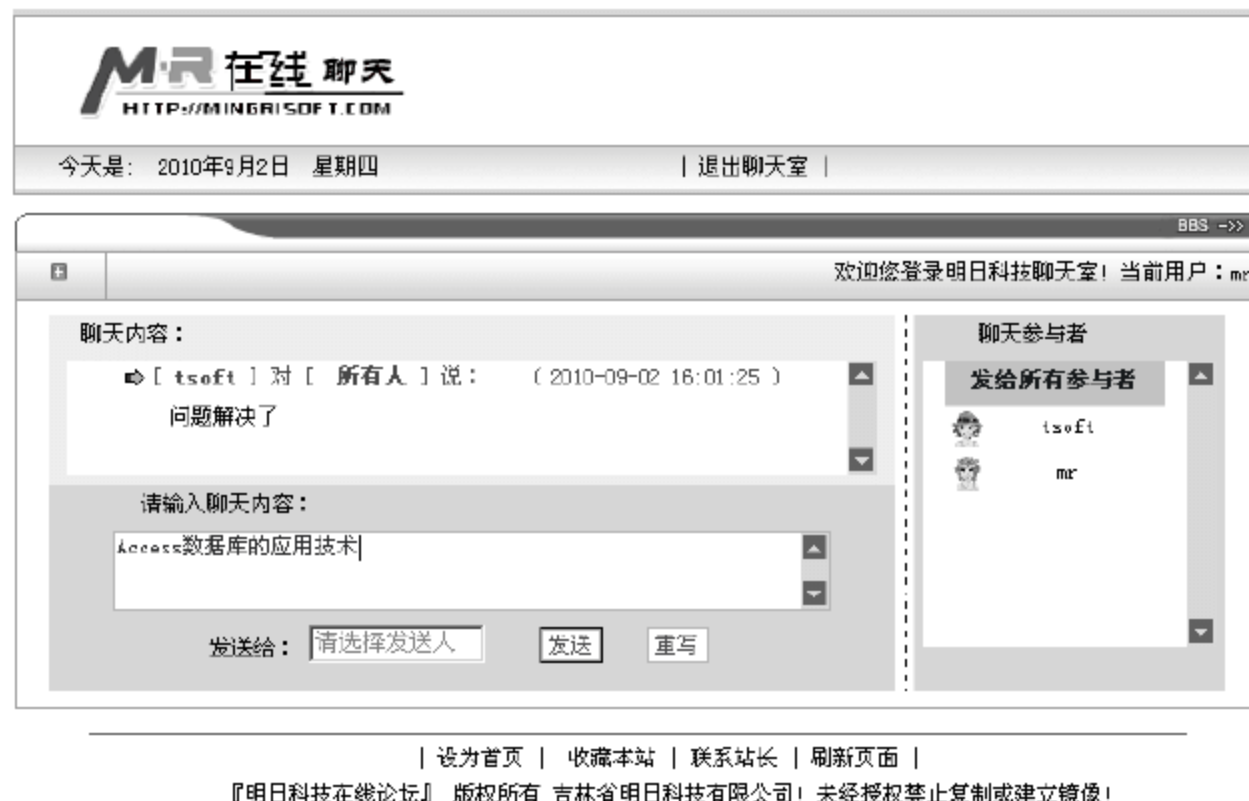 M·R 在线 聊天
HTTP://MINGRISOFT.COM
今天是: 2010年9月2日 星期四 | 退出聊天室 |
BBS ->>
欢迎您登录明日科技聊天室! 当前用户：mr
聊天内容：
[ tsoft ] 对 [ 所有人 ] 说： ( 2010-09-02 16:01:25 )
问题解决了
请输入聊天内容：
Access数据库的应用技术
发送给： 请选择发送人 发送 重写
聊天参与者
发给所有参与者
tsoft
mr
| 设为首页 | 收藏本站 | 联系站长 | 刷新页面 |
『明日科技在线论坛』 版权所有 吉林省明日科技有限公司! 未经授权禁止复制或建立镜像!